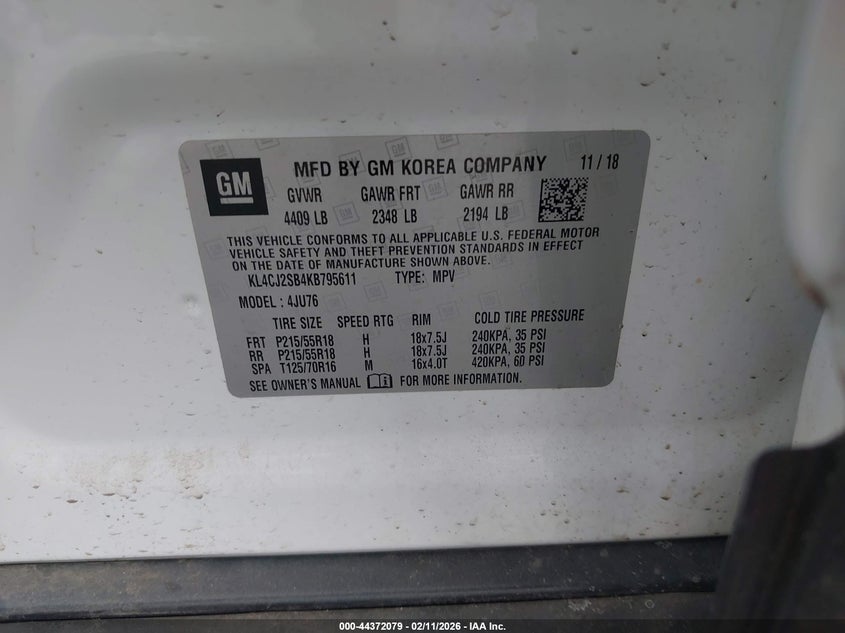 GM
MFD BY GM KOREA COMPANY 11 / 18
GVWR GAWR FRT GAWR RR
4409 LB 2348 LB 2194 LB
THIS VEHICLE CONFORMS TO ALL APPLICABLE U.S. FEDERAL MOTOR
VEHICLE SAFETY AND THEFT PREVENTION STANDARDS IN EFFECT
ON THE DATE OF MANUFACTURE SHOWN ABOVE.
KL4CJ2SB4KB795611 TYPE: MPV
MODEL : 4JU76
TIRE SIZE SPEED RTG RIM COLD TIRE PRESSURE
FRT P215/55R18 H 18x7.5J 240KPA, 35 PSI
RR P215/55R18 H 18x7.5J 240KPA, 35 PSI
SPA T125/70R16 M 16x4.0T 420KPA, 60 PSI
SEE OWNER'S MANUAL FOR MORE INFORMATION.
000-44372079 - 02/11/2026 - IAA Inc.